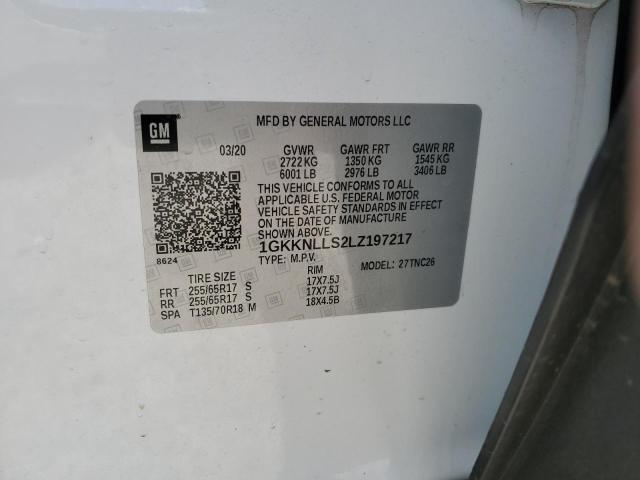 GM
MFD BY GENERAL MOTORS LLC
03/20 GVWR GAWR FRT GAWR RR
2722 KG 1350 KG 1545 KG
6001 LB 2976 LB 3406 LB
THIS VEHICLE CONFORMS TO ALL
APPLICABLE U.S. FEDERAL MOTOR
VEHICLE SAFETY STANDARDS IN EFFECT
ON THE DATE OF MANUFACTURE
SHOWN ABOVE.
1GKKNLLS2LZ197217
8624
TYPE: M.P.V. MODEL: 27TNC26
TIRE SIZE RIM
FRT 255/65R17 S 17X7.5J
RR 255/65R17 S 17X7.5J
SPA T135/70R18 M 18X4.5B